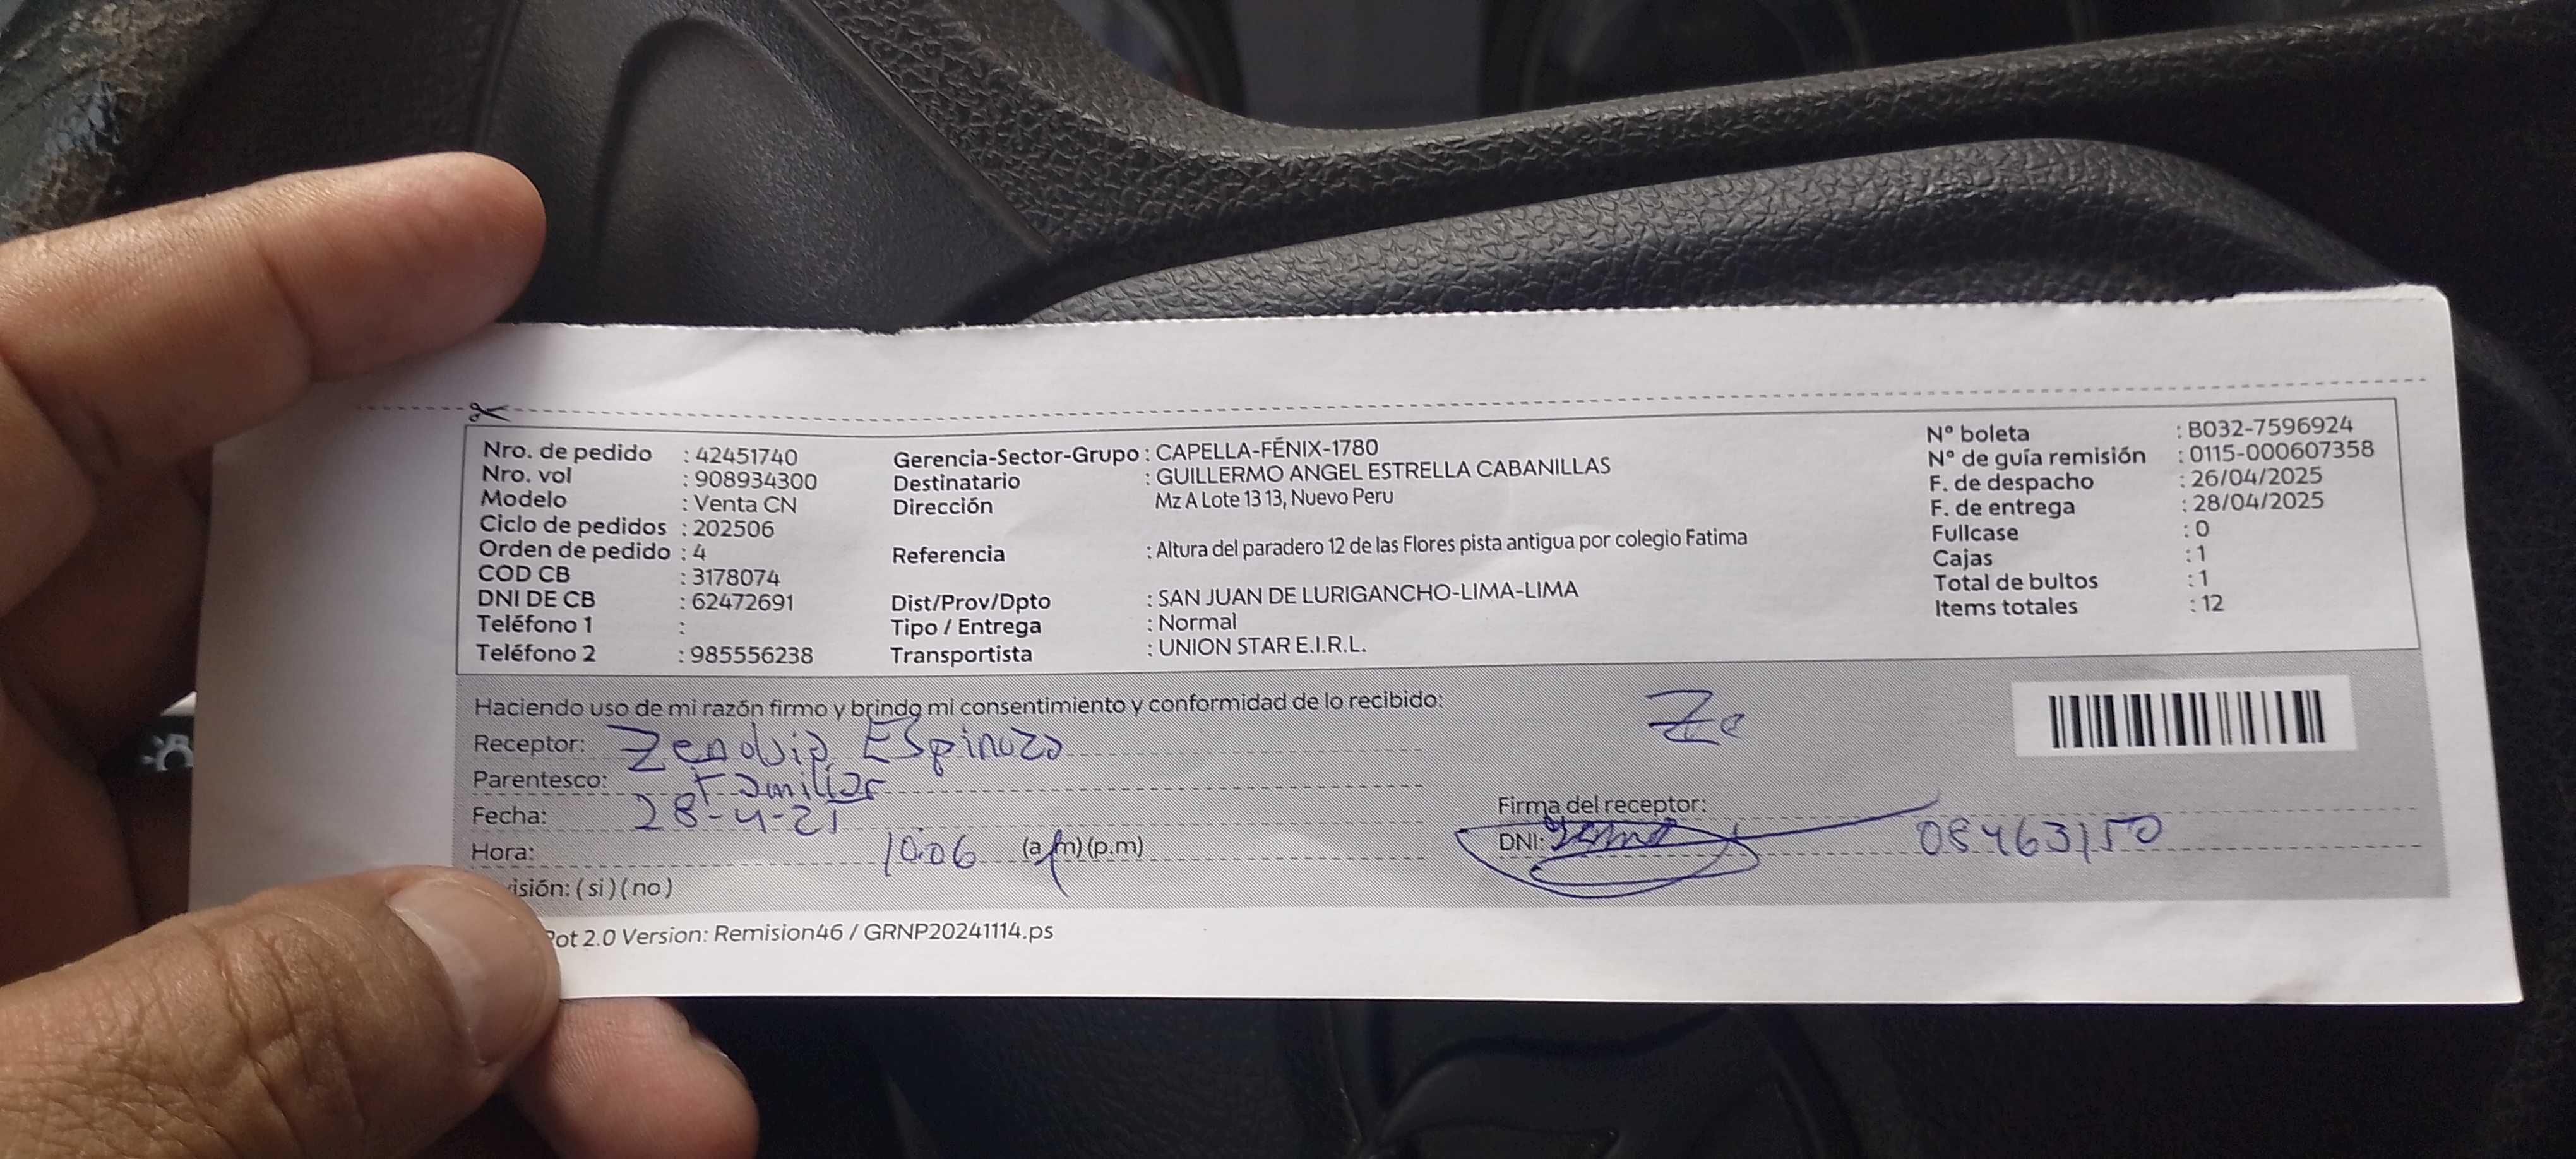 Nro. de pedido : 42451740
Nro. vol : 908934300
Modelo : Venta CN
Ciclo de pedidos : 202506
Orden de pedido : 4
COD CB : 3178074
DNI DE CB : 62472691
Teléfono 1 :
Teléfono 2 : 985556238
Gerencia-Sector-Grupo : CAPELLA-FÉNIX-1780
Destinatario : GUILLERMO ANGEL ESTRELLA CABANILLAS
Dirección Mz A Lote 13 13, Nuevo Peru
Referencia : Altura del paradero 12 de las Flores pista antigua por colegio Fatima
Dist/Prov/Dpto : SAN JUAN DE LURIGANCHO-LIMA-LIMA
Tipo / Entrega : Normal
Transportista : UNION STAR E.I.R.L.
N° boleta : B032-7596924
N° de guía remisión : 0115-000607358
F. de despacho : 26/04/2025
F. de entrega : 28/04/2025
Fullcase : 0
Cajas : 1
Total de bultos : 1
Items totales : 12
Haciendo uso de mi razón firmo y brindo mi consentimiento y conformidad de lo recibido:
Receptor: Espinoza
Parentesco: familiar
Fecha: 28-4-25
Hora: 10:06 (a.m) (p.m)
isión: ( si ) ( no )
Ze
Firma del receptor:
DNI: 08463150
Pot 2.0 Version: Remision46 / GRNP20241114.ps